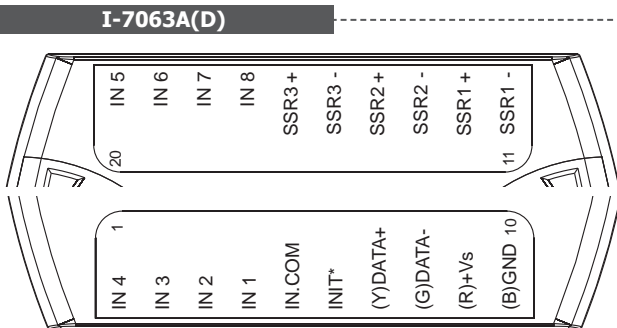 I-7063A(D)
IN 5
IN 6
IN 7
IN 8
SSR3 +
SSR3 -
SSR2 +
SSR2 -
SSR1 +
SSR1 -
20
11
1
10
IN 4
IN 3
IN 2
IN 1
IN.COM
INIT*
(Y)DATA+
(G)DATA-
(R)+Vs
(B)GND